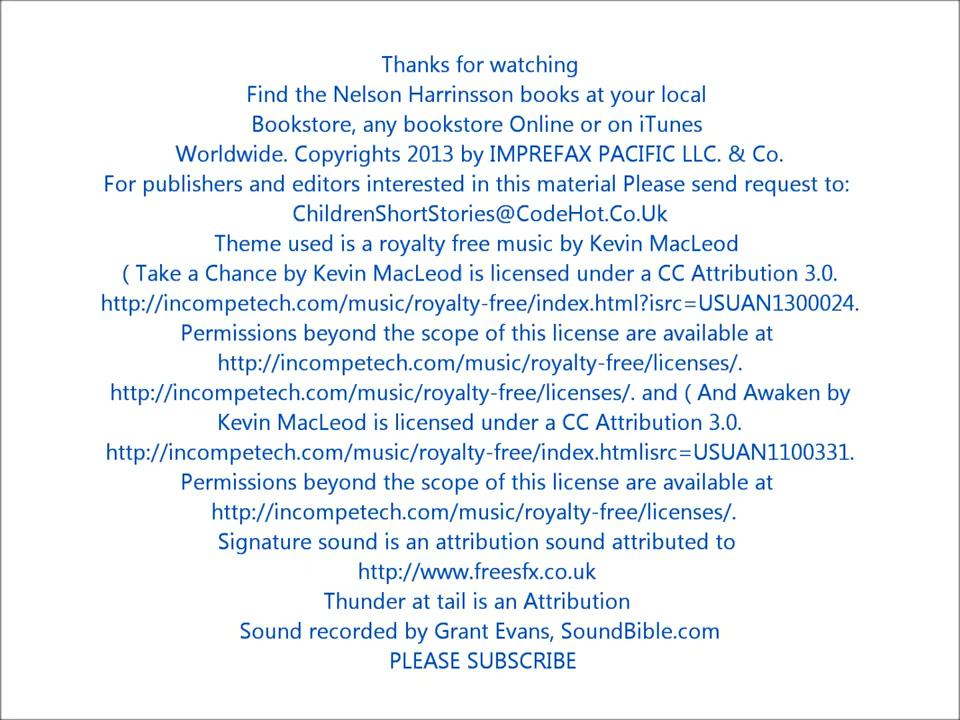 Thanks for watching
Find the Nelson Harrinsson books at your local
Bookstore, any bookstore Online or on iTunes
Worldwide. Copyrights 2013 by IMPREFAX PACIFIC LLC. & Co.
For publishers and editors interested in this material Please send request to:
ChildrenShortStories@CodeHot.Co.Uk
Theme used is a royalty free music by Kevin MacLeod
( Take a Chance by Kevin MacLeod is licensed under a CC Attribution 3.0.
http://incompetech.com/music/royalty-free/index.html?isrc=USUAN1300024.
Permissions beyond the scope of this license are available at
http://incompetech.com/music/royalty-free/licenses/.
http://incompetech.com/music/royalty-free/licenses/. and ( And Awaken by
Kevin MacLeod is licensed under a CC Attribution 3.0.
http://incompetech.com/music/royalty-free/index.htmlisrc=USUAN1100331.
Permissions beyond the scope of this license are available at
http://incompetech.com/music/royalty-free/licenses/.
Signature sound is an attribution sound attributed to
http://www.freesfx.co.uk
Thunder at tail is an Attribution
Sound recorded by Grant Evans, SoundBible.com
PLEASE SUBSCRIBE